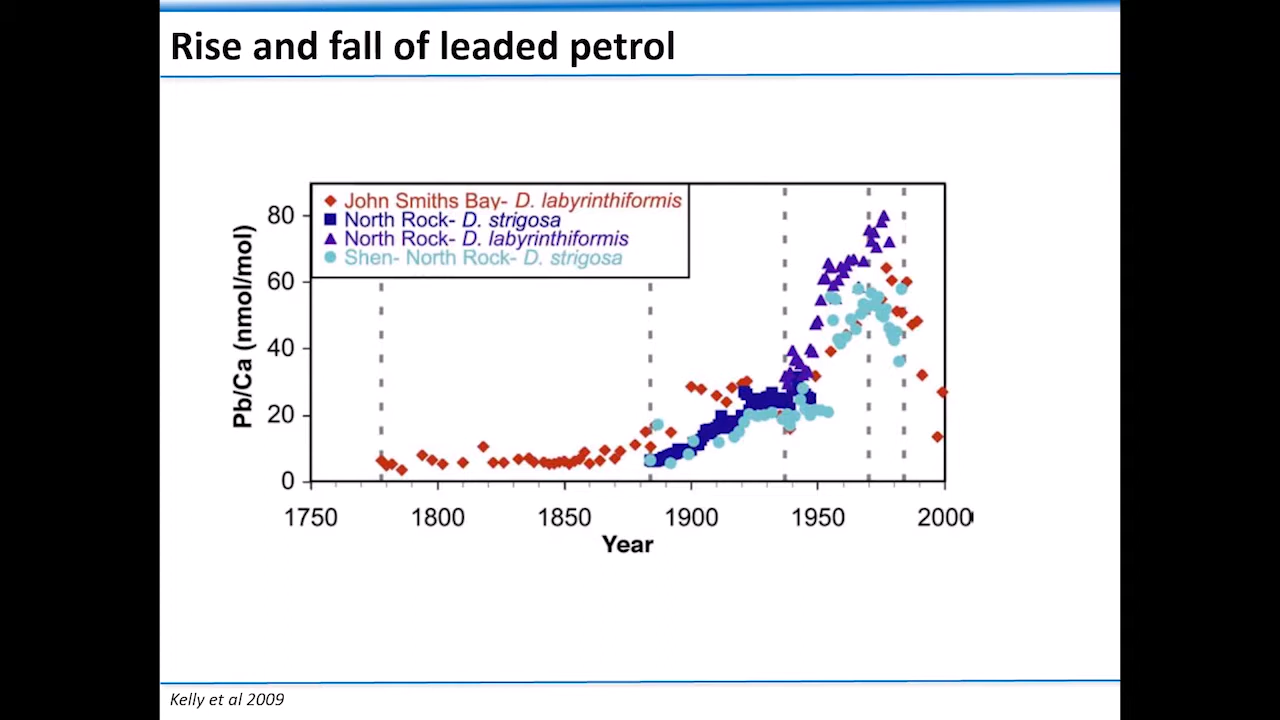 Rise and fall of leaded petrol
John Smiths Bay- D. labyrinthiformis
North Rock- D. strigosa
North Rock- D. labyrinthiformis
Shen- North Rock- D. strigosa
Pb/Ca (nmol/mol)
80
60
40
20
0
1750 1800 1850 1900 1950 2000
Year
Kelly et al 2009